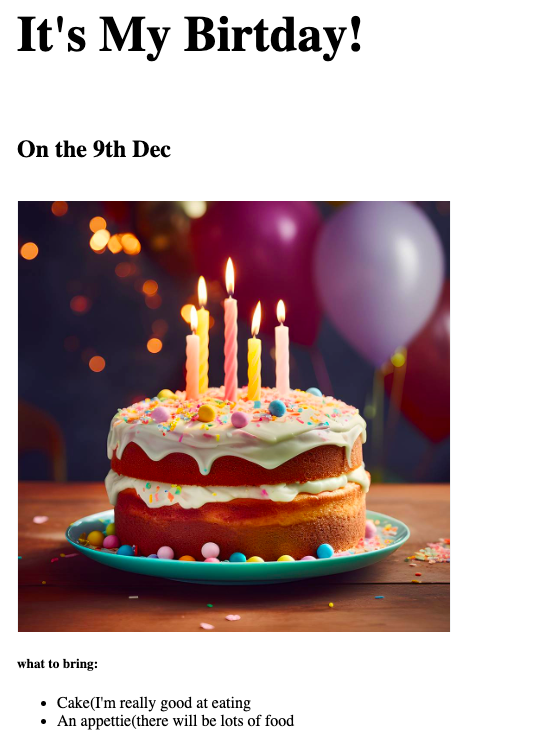 It's My Birtday!
On the 9th Dec
what to bring:
Cake(I'm really good at eating
An appettie(there will be lots of food